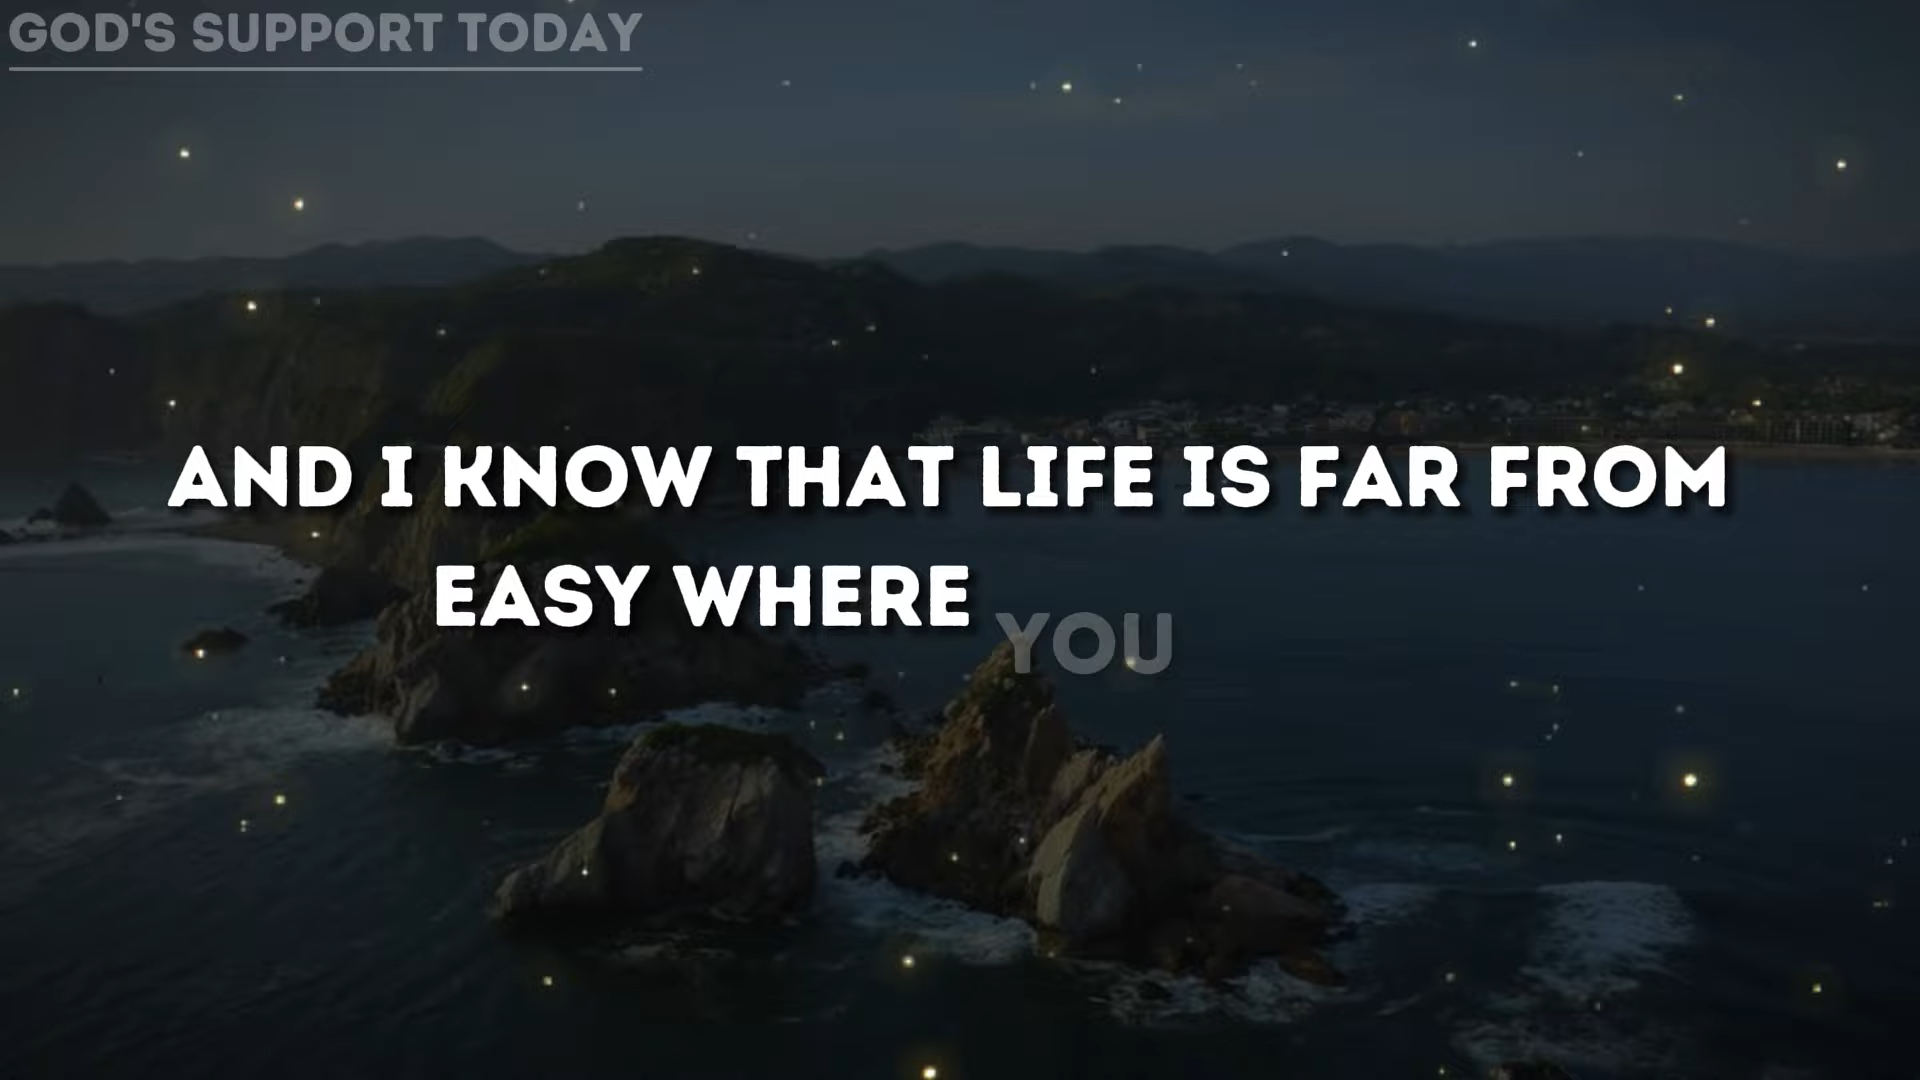 GOD'S SUPPORT TODAY
AND I KNOW THAT LIFE IS FAR FROM
EASY WHERE YOU